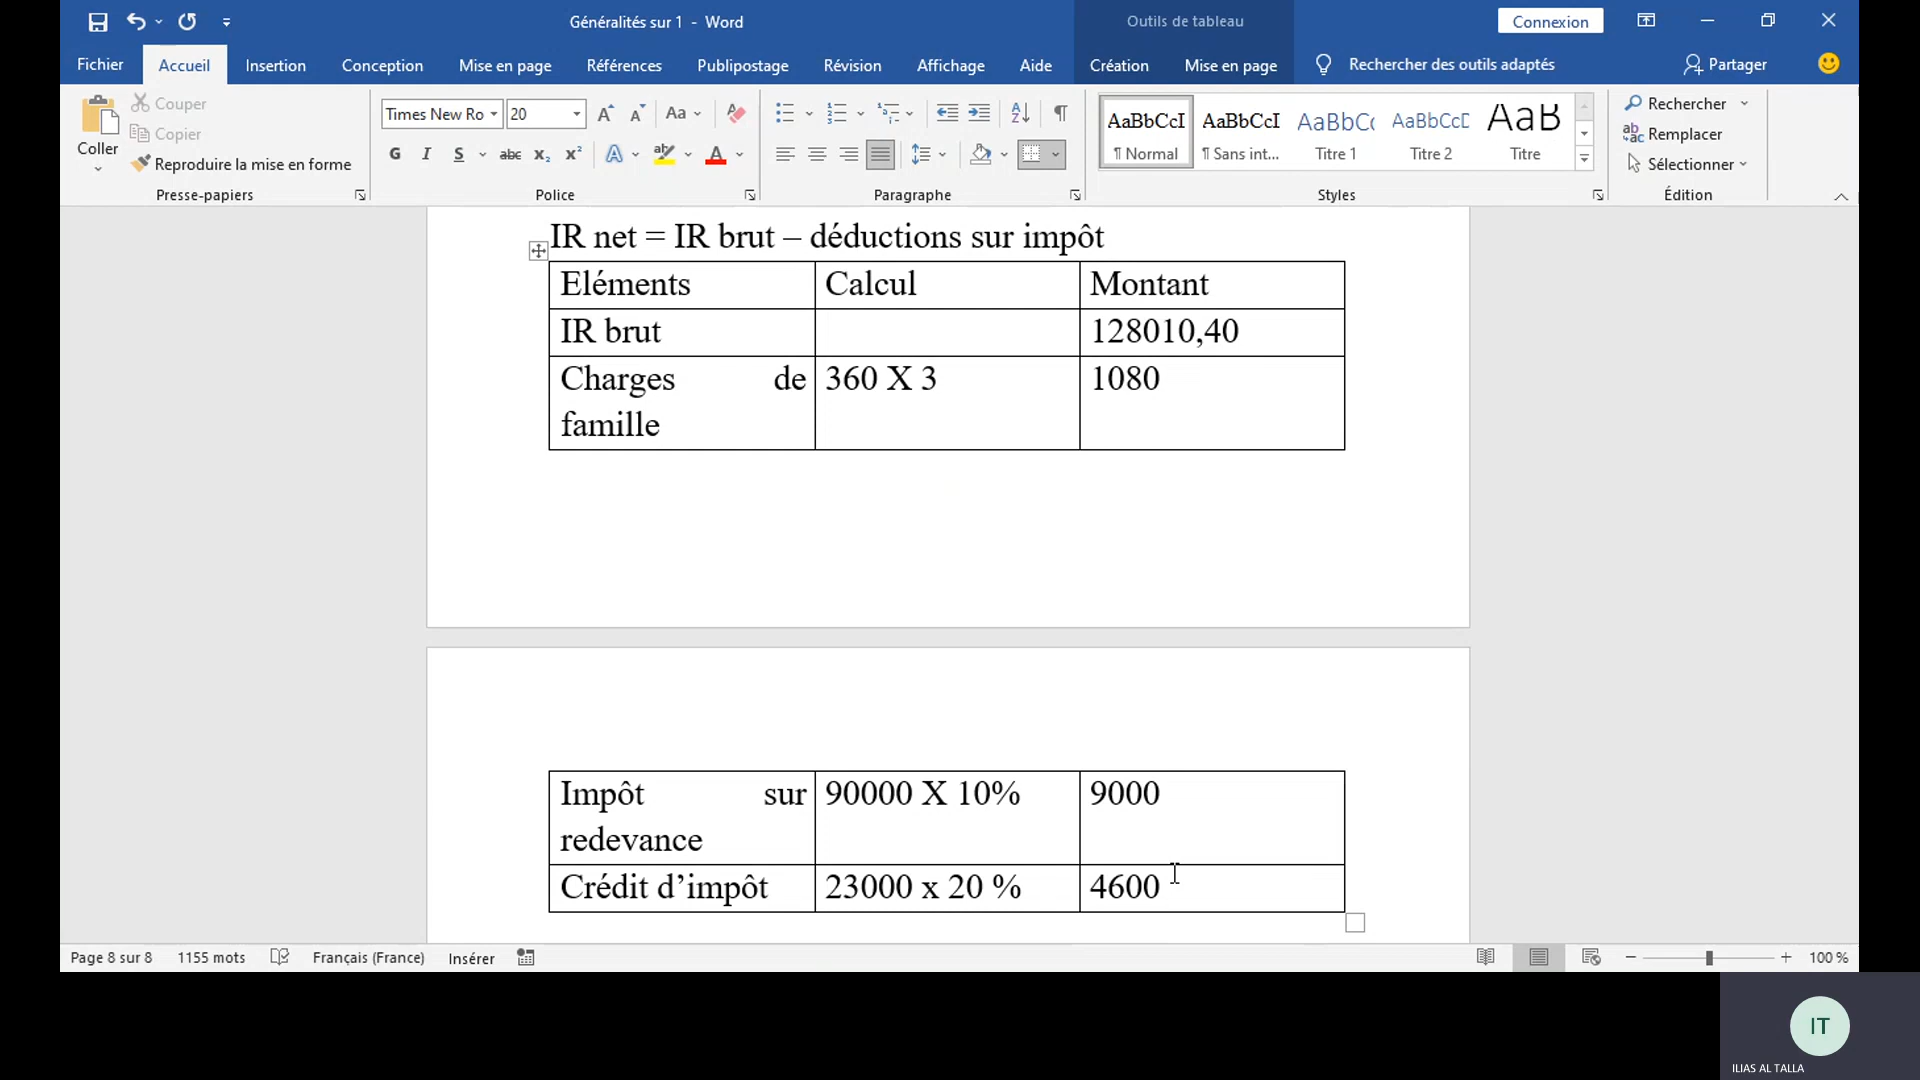 Généralités sur 1 - Word
Outils de tableau
Connexion
Fichier
Accueil
Insertion
Conception
Mise en page
Références
Publipostage
Révision
Affichage
Aide
Création
Mise en page
Rechercher des outils adaptés
Partager
Coller
Couper
Copier
Reproduire la mise en forme
Presse-papiers
Times New Ro
20
Aa
G I S abc x₂ x² A A
Police
Paragraphe
AaBbCcI AaBbCcI AaBbCc AaBbCcD AaB
¶ Normal ¶ Sans int... Titre 1 Titre 2 Titre
Styles
Rechercher
Remplacer
Sélectionner
Édition
IR net = IR brut – déductions sur impôt
Eléments Calcul Montant
IR brut 128010,40
Charges de 360 X 3 1080
famille
Impôt sur 90000 X 10% 9000
redevance
Crédit d’impôt 23000 x 20 % 4600
Page 8 sur 8 1155 mots Français (France) Insérer 100 %
IT
ILIAS AL TALLA